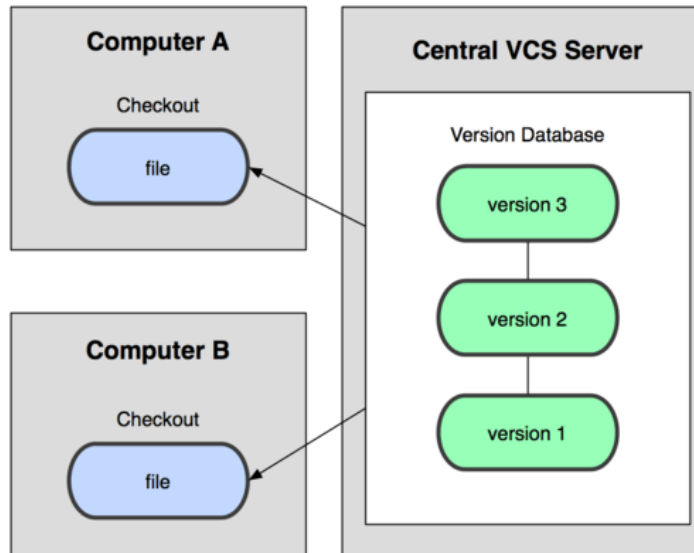 Computer A
Checkout
file
Computer B
Checkout
file
Central VCS Server
Version Database
version 3
version 2
version 1